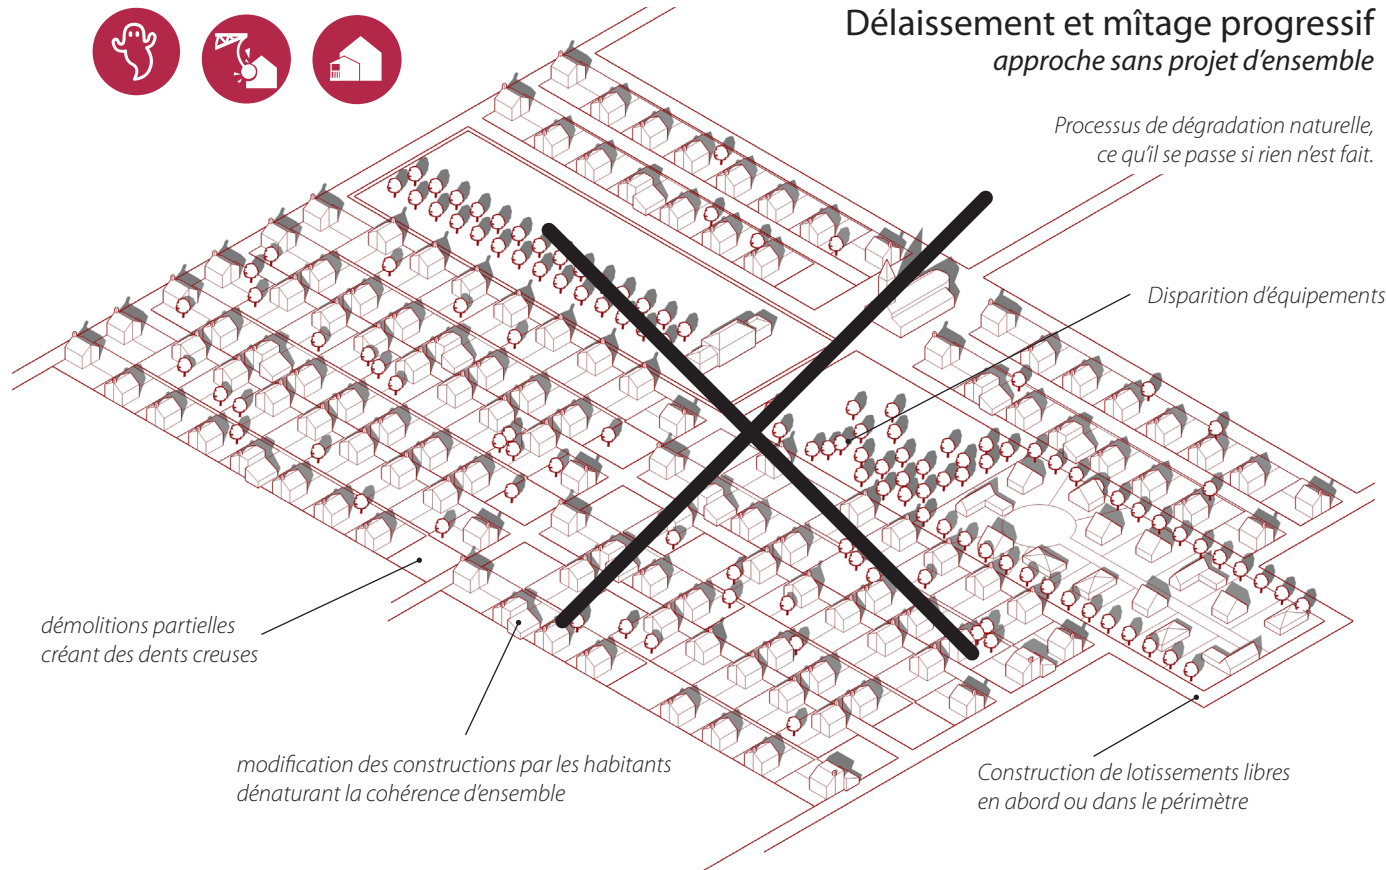 Délaissement et mîtage progressif
approche sans projet d'ensemble
Processus de dégradation naturelle,
ce qu'il se passe si rien n'est fait.
Disparition d'équipements
démolitions partielles
créant des dents creuses
modification des constructions par les habitants
dénaturant la cohérence d'ensemble
Construction de lotissements libres
en abord ou dans le périmètre